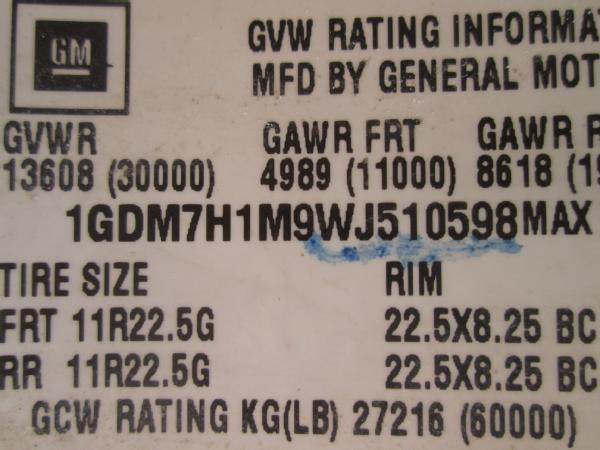 GM
GVW RATING INFORMA
MFD BY GENERAL MOT
GVWR GAWR FRT GAWR R
13608 (30000) 4989 (11000) 8618 (19
1GDM7H1M9WJ510598 MAX
TIRE SIZE RIM
FRT 11R22.5G 22.5X8.25 BC
RR 11R22.5G 22.5X8.25 BC
GCW RATING KG(LB) 27216 (60000)